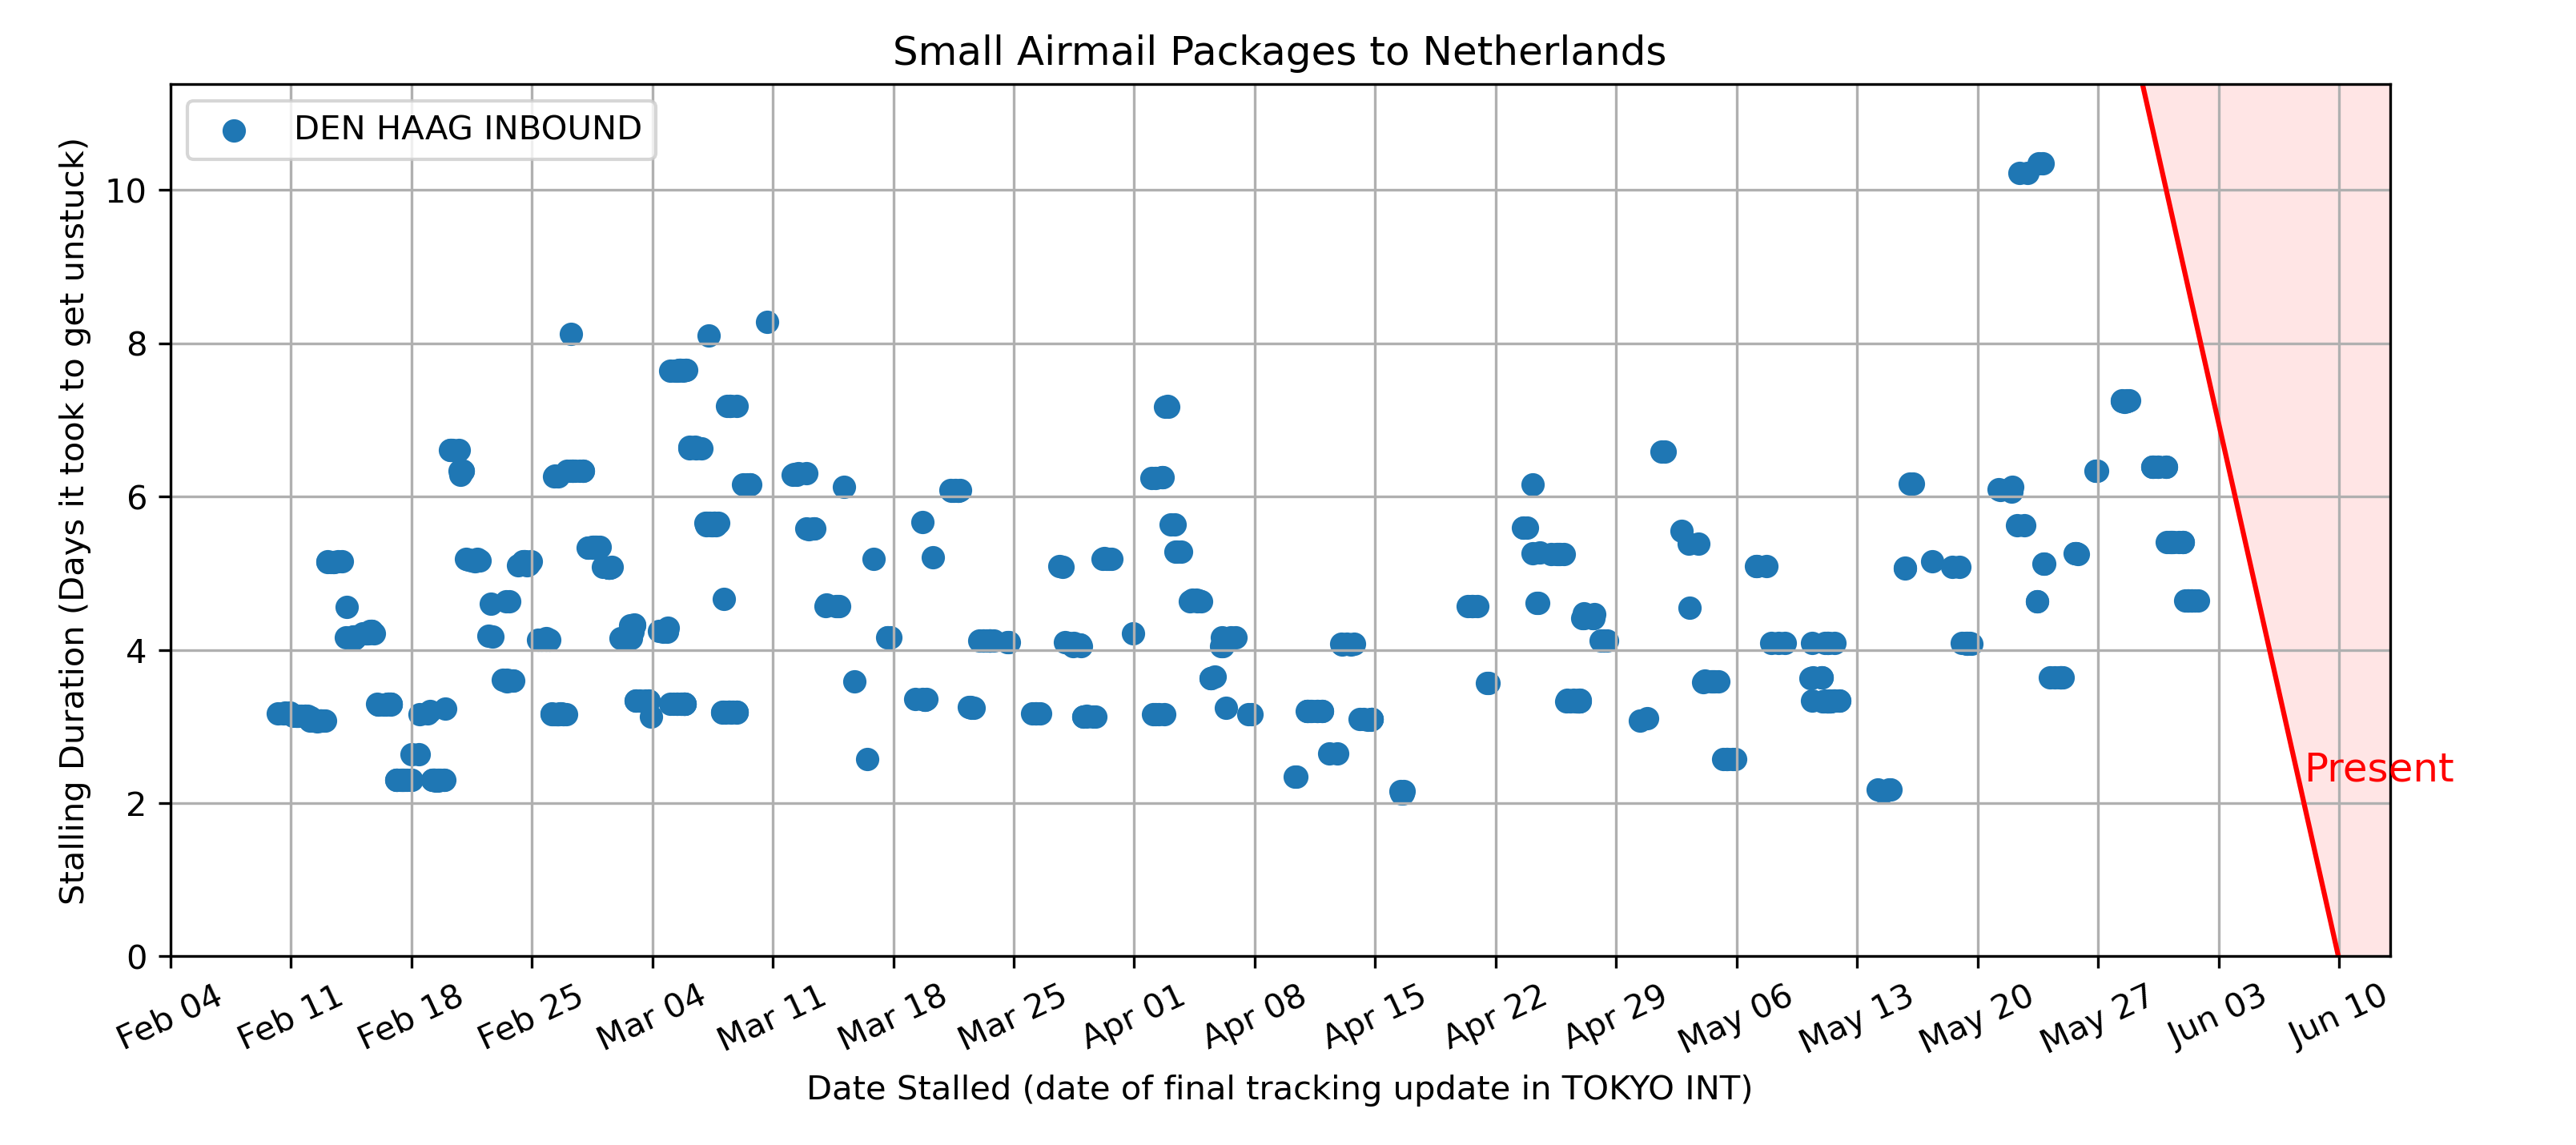 Small Airmail Packages to Netherlands
DEN HAAG INBOUND
Stalling Duration (Days it took to get unstuck)
10
8
6
4
2
0
Present
Feb 04
Feb 11
Feb 18
Feb 25
Mar 04
Mar 11
Mar 18
Mar 25
Apr 01
Apr 08
Apr 15
Apr 22
Apr 29
May 06
May 13
May 20
May 27
Jun 03
Jun 10
Date Stalled (date of final tracking update in TOKYO INT)